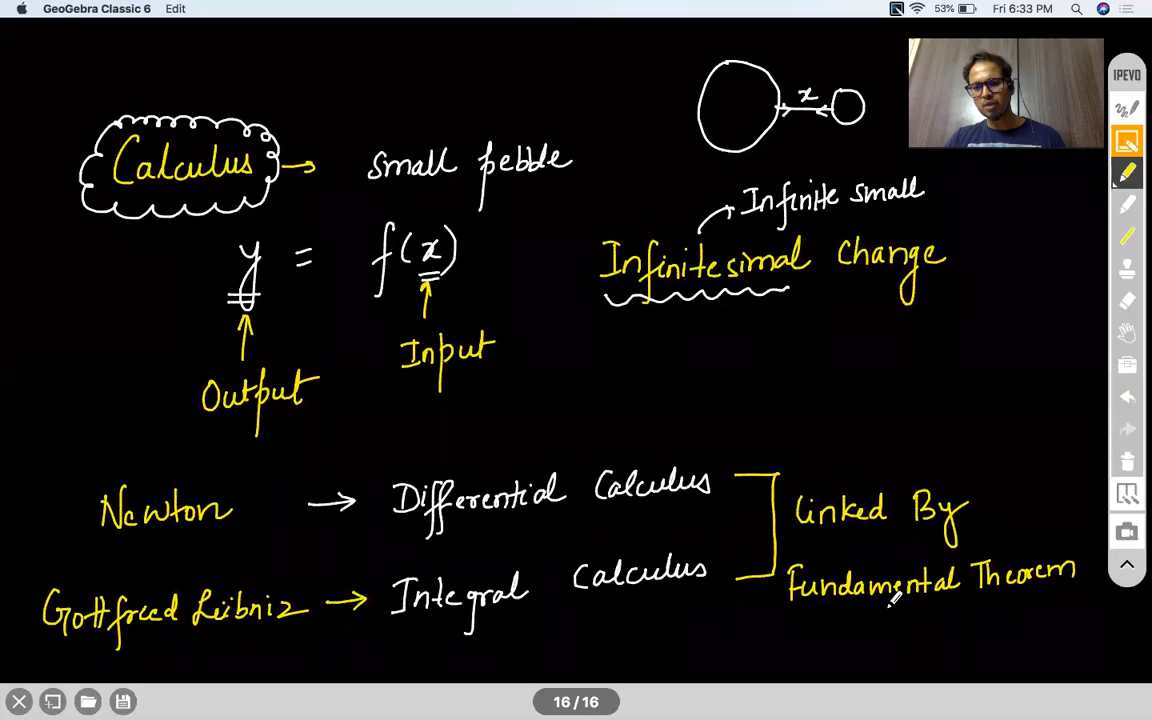 GeoGebra Classic 6 Edit
53% Fri 6:33 PM
IPEVO
x
Calculus → small pebble
Infinite small
y = f(x)
Infinitesimal Change
Input
Output
Newton → Differential Calculus
Linked By
Gottfried Leibniz → Integral Calculus
Fundamental Theorem
16/16